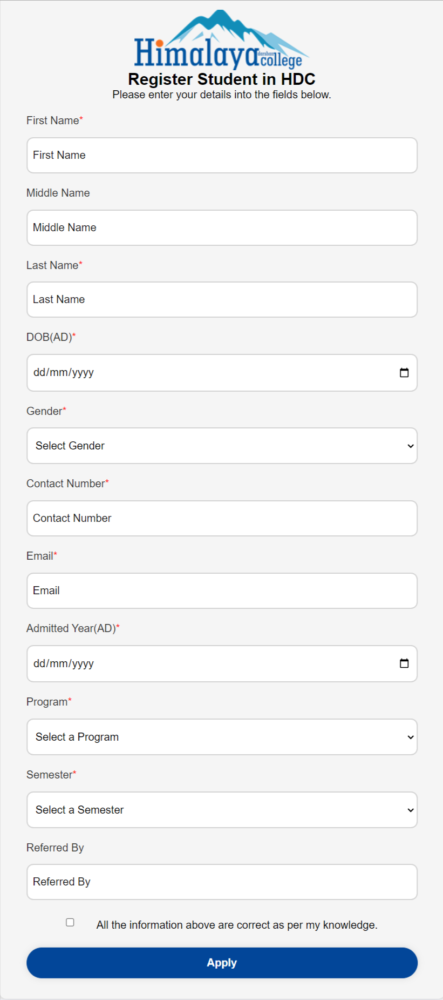 Himalaya
darshan
college
Register Student in HDC
Please enter your details into the fields below.
First Name*
First Name
Middle Name
Middle Name
Last Name*
Last Name
DOB(AD)*
dd/mm/yyyy
Gender*
Select Gender
Contact Number*
Contact Number
Email*
Email
Admitted Year(AD)*
dd/mm/yyyy
Program*
Select a Program
Semester*
Select a Semester
Referred By
Referred By
All the information above are correct as per my knowledge.
Apply